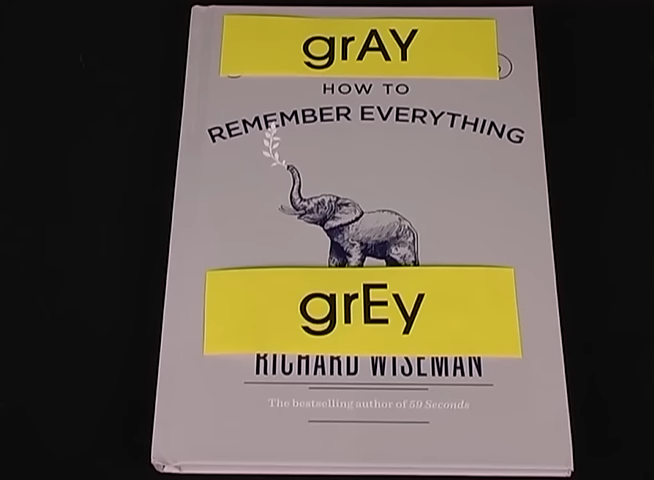 grAY
HOW TO
REMEMBER EVERYTHING
grEy
RICHARD WISEMAN
The bestselling author of 59 Seconds